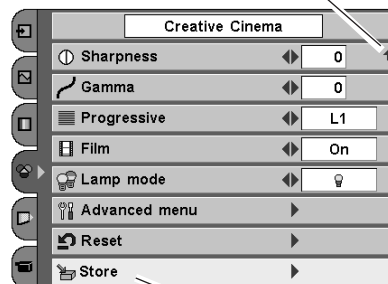 Creative Cinema
Sharpness 0
Gamma 0
Progressive L1
Film On
Lamp mode
Advanced menu
Reset
Store